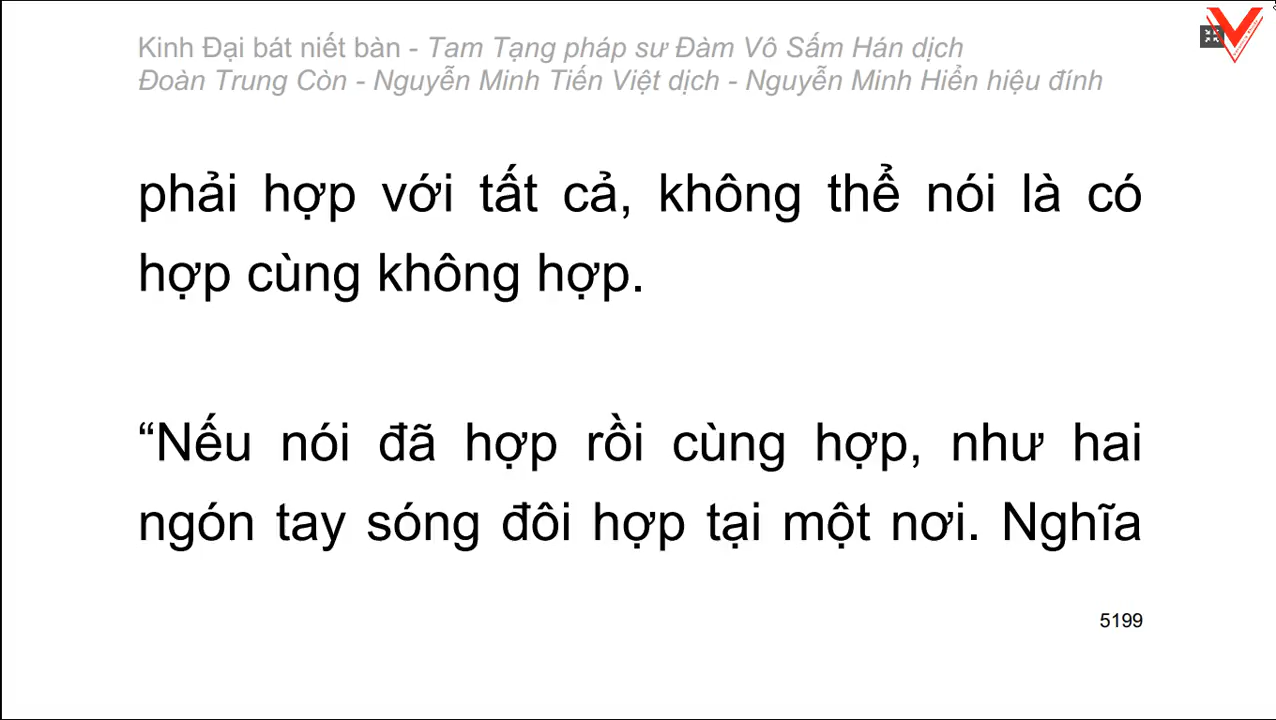 Kinh Đại bát niết bàn - Tam Tạng pháp sư Đàm Vô Sấm Hán dịch
Đoàn Trung Còn - Nguyễn Minh Tiến Việt dịch - Nguyễn Minh Hiển hiệu đính
phải hợp với tất cả, không thể nói là có
hợp cùng không hợp.
“Nếu nói đã hợp rồi cùng hợp, như hai
ngón tay sóng đôi hợp tại một nơi. Nghĩa
5199